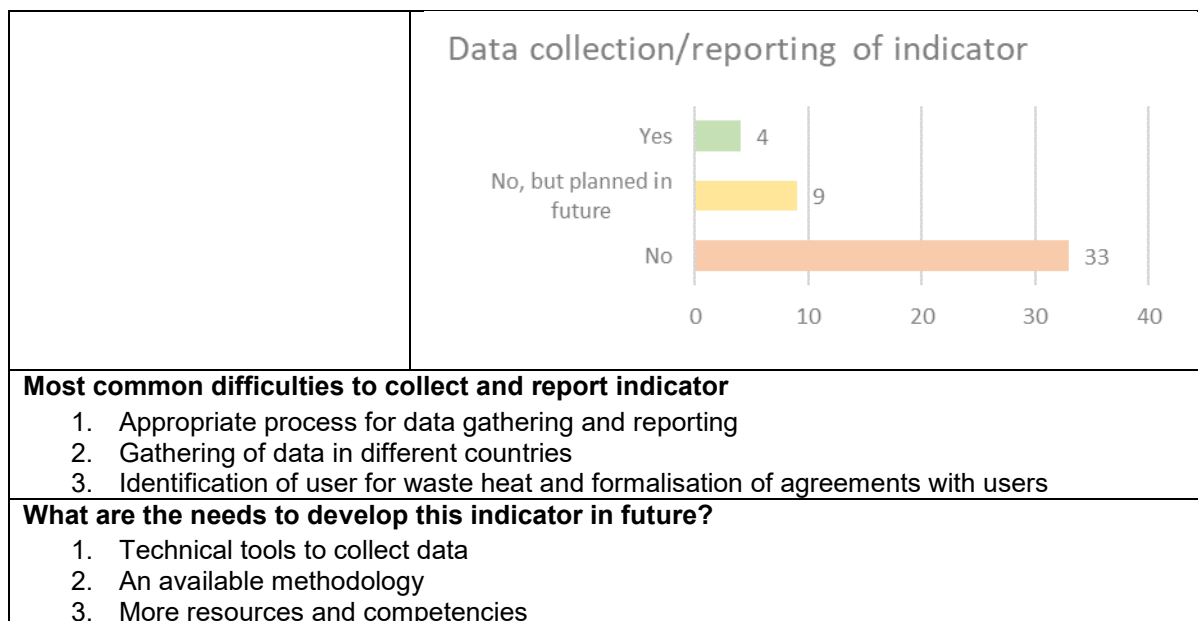 Data collection/reporting of indicator
Yes
4
No, but planned in
future
9
No
33
0 10 20 30 40
Most common difficulties to collect and report indicator
1. Appropriate process for data gathering and reporting
2. Gathering of data in different countries
3. Identification of user for waste heat and formalisation of agreements with users
What are the needs to develop this indicator in future?
1. Technical tools to collect data
2. An available methodology
3. More resources and competencies